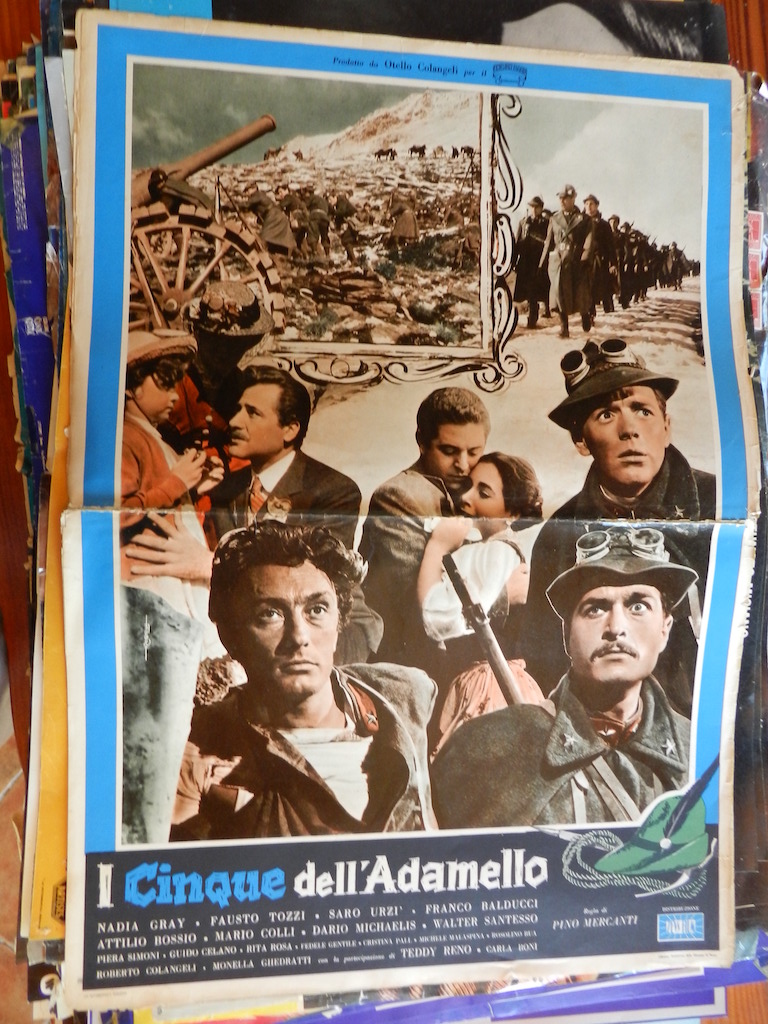 Prodotto da Otello Colangeli per il
I Cinque dell'Adamello
NADIA GRAY • FAUSTO TOZZI • SARO URZI' • FRANCO BALDUCCI
ATTILIO BOSSIO • MARIO COLLI • DARIO MICHAELIS • WALTER SANTESSO
PIERA SIMONI • GUIDO CELANO • RITA ROSA • FEDELE GENTILE • CRISTINA PALL • MICHELE MALASPINA • ROSOLINO BUA
ROBERTO COLANGELI • MONELLA GHEDRATTI con la partecipazione di TEDDY RENO • CARLA BONI
Regia di
PINO MERCANTI
DISTRIBUZIONE